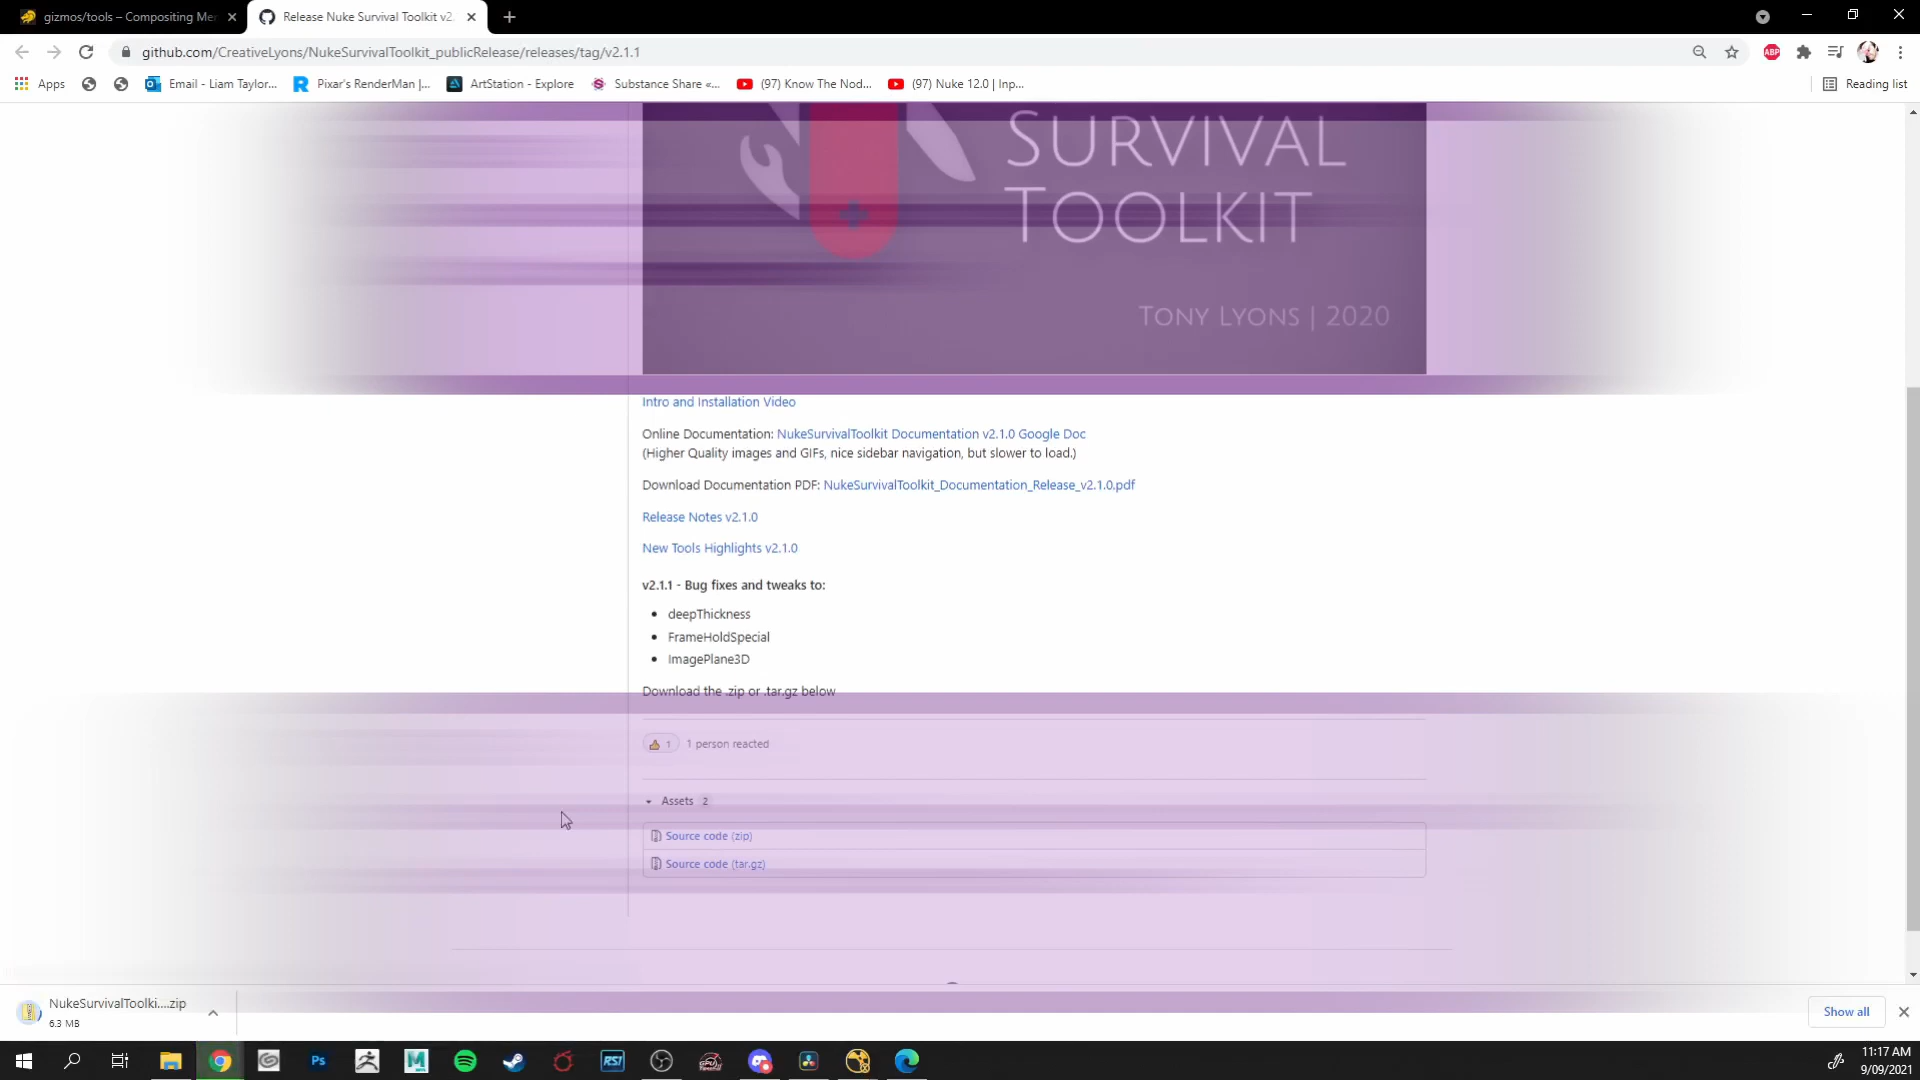 gizmos/tools – Compositing Mer
Release Nuke Survival Toolkit v2.
github.com/CreativeLyons/NukeSurvivalToolkit_publicRelease/releases/tag/v2.1.1
ABP
Apps
Email - Liam Taylor...
Pixar's RenderMan |...
ArtStation - Explore
Substance Share «...
(97) Know The Nod...
(97) Nuke 12.0 | Inp...
Reading list
SURVIVAL
TOOLKIT
TONY LYONS | 2020
Intro and Installation Video
Online Documentation: NukeSurvivalToolkit Documentation v2.1.0 Google Doc
(Higher Quality images and GIFs, nice sidebar navigation, but slower to load.)
Download Documentation PDF: NukeSurvivalToolkit_Documentation_Release_v2.1.0.pdf
Release Notes v2.1.0
New Tools Highlights v2.1.0
v2.1.1 - Bug fixes and tweaks to:
• deepThickness
• FrameHoldSpecial
• ImagePlane3D
Download the .zip or .tar.gz below
1 1 person reacted
Assets 2
Source code (zip)
Source code (tar.gz)
NukeSurvivalToolki....zip
6.3 MB
Show all
Ps
M
RS!
11:17 AM
9/09/2021